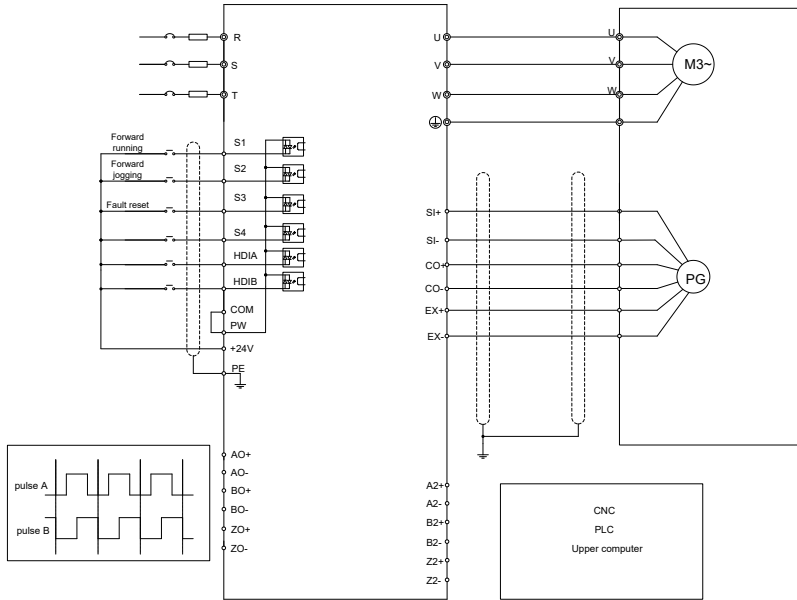 R
S
T
Forward
running
Forward
jogging
Fault reset
S1
S2
S3
S4
HDIA
HDIB
COM
PW
+24V
PE
AO+
AO-
BO+
BO-
ZO+
ZO-
pulse A
pulse B
U
V
W
U
V
W
M3~
SI+
SI-
CO+
CO-
EX+
EX-
PG
A2+
A2-
B2+
B2-
Z2+
Z2-
CNC
PLC
Upper computer